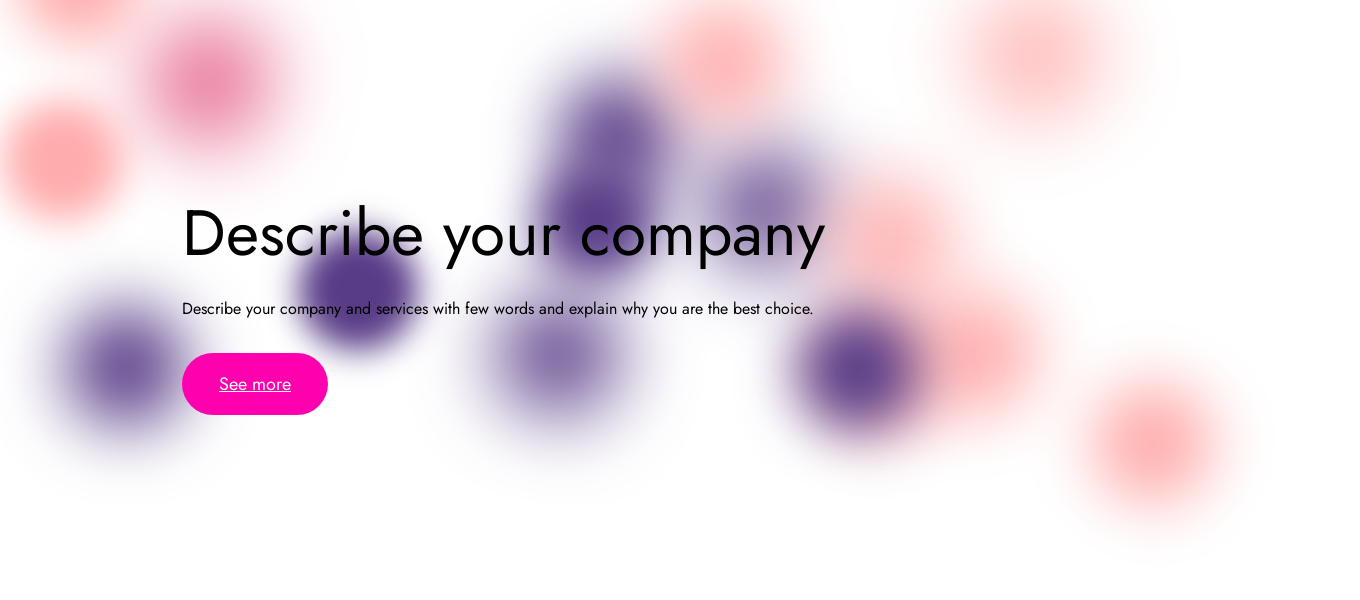 Describe your company
Describe your company and services with few words and explain why you are the best choice.
See more